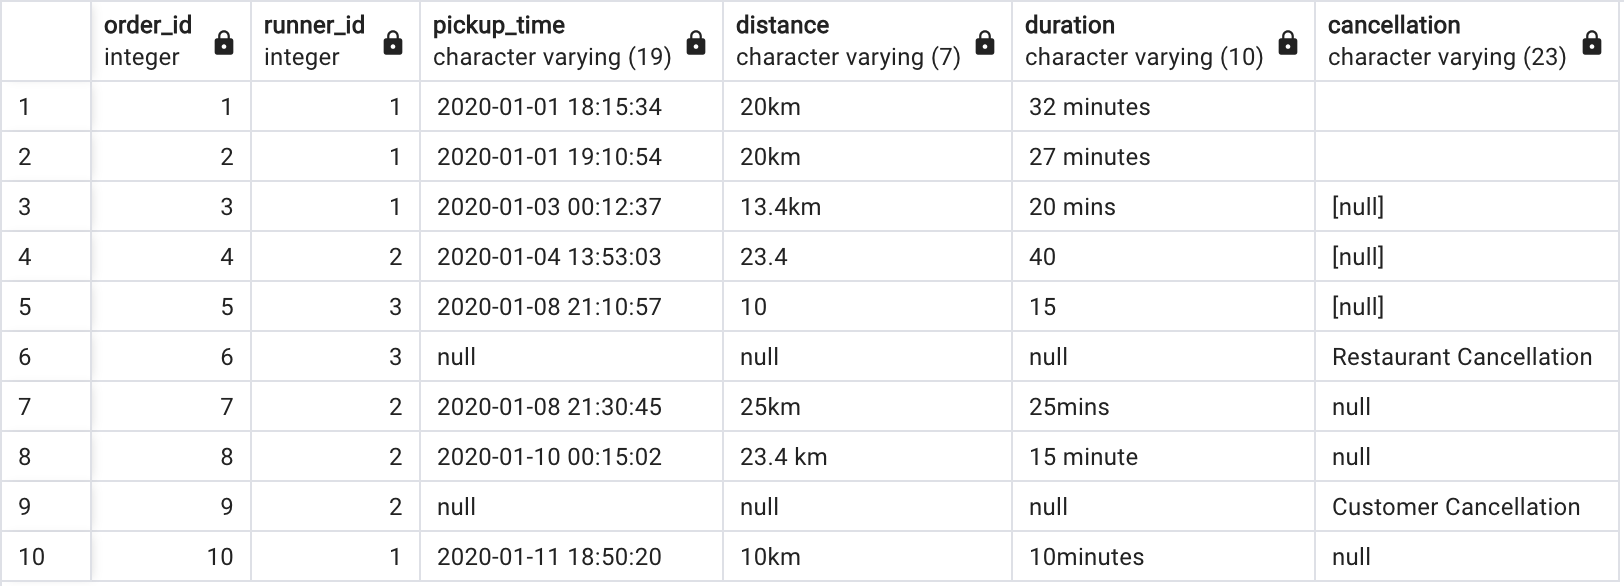 order_id runner_id pickup_time distance duration cancellation
integer integer character varying (19) character varying (7) character varying (10) character varying (23)
1 1 1 2020-01-01 18:15:34 20km 32 minutes
2 2 1 2020-01-01 19:10:54 20km 27 minutes
3 3 1 2020-01-03 00:12:37 13.4km 20 mins [null]
4 4 2 2020-01-04 13:53:03 23.4 40 [null]
5 5 3 2020-01-08 21:10:57 10 15 [null]
6 6 3 null null null Restaurant Cancellation
7 7 2 2020-01-08 21:30:45 25km 25mins null
8 8 2 2020-01-10 00:15:02 23.4 km 15 minute null
9 9 2 null null null Customer Cancellation
10 10 1 2020-01-11 18:50:20 10km 10minutes null